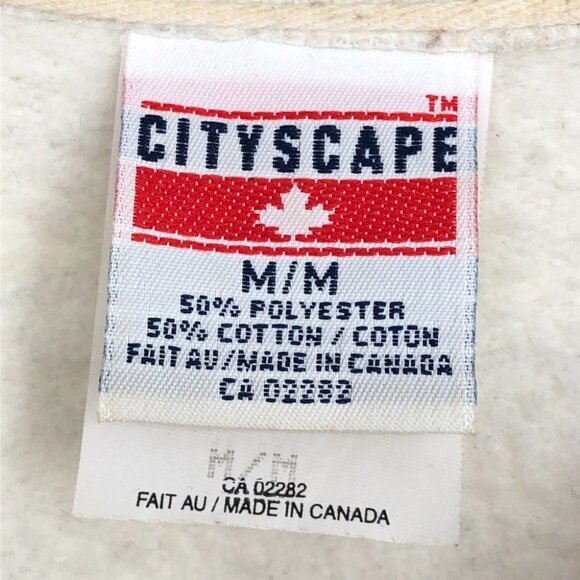 TM
CITYSCAPE
M/M
50% POLYESTER
50% COTTON / COTON
FAIT AU/MADE IN CANADA
CA 02282
M/M
CA 02282
FAIT AU / MADE IN CANADA